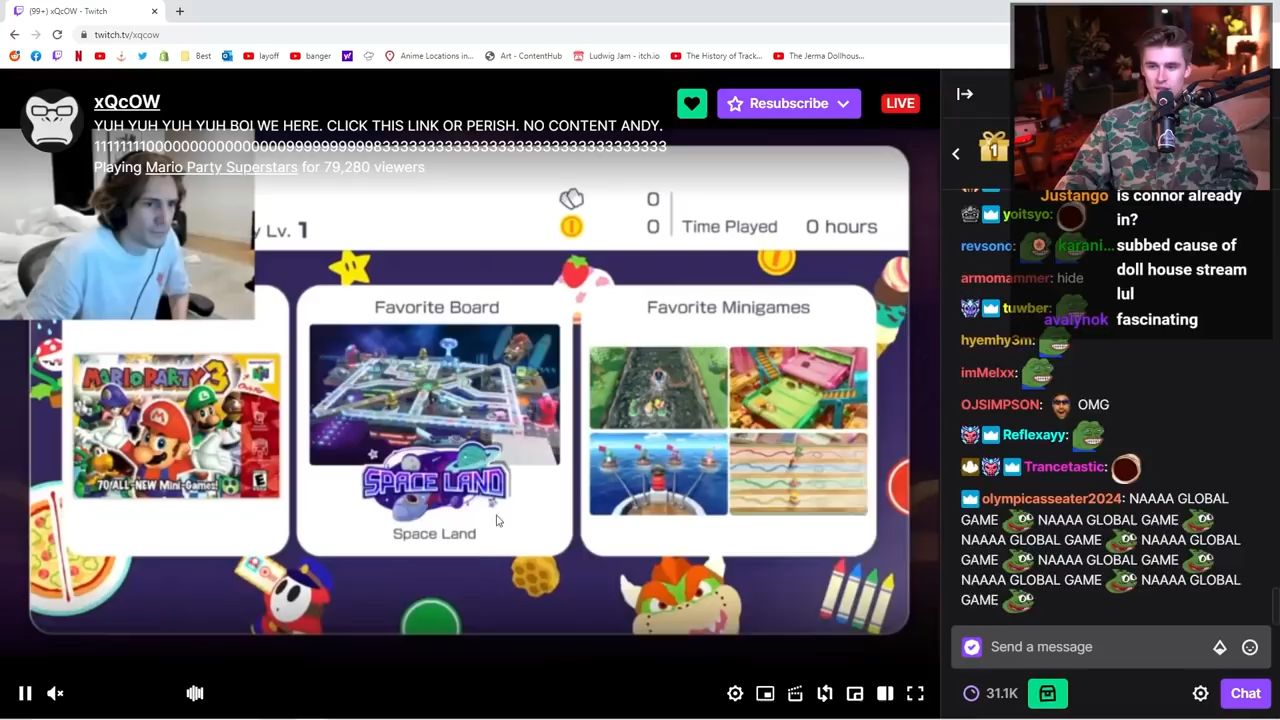 (99+) xQcOW - Twitch
twitch.tv/xqcow
Best
layoff
banger
Anime Locations in...
Art - ContentHub
Ludwig Jam - itch.io
The History of Track...
The Jerma Dollhous...
xQcOW
Resubscribe
LIVE
YUH YUH YUH YUH BOI WE HERE. CLICK THIS LINK OR PERISH. NO CONTENT ANDY.
Playing Mario Party Superstars for 79,280 viewers
y Lv. 1
0
0
Time Played 0 hours
Favorite Board
Favorite Minigames
MARIO PARTY 3
70/ALL-NEW Mini-Games!
SPACE LAND
Space Land
1
Justango is connor already
in?
yoitsyo:
revsono:
karani... subbed cause of
doll house stream
lul
armomammer: hide
tuwber:
avalynok fascinating
hyemhy3m:
imMelxx:
OJSIMPSON: OMG
Reflexayy:
Trancetastic:
olympicasseater2024: NAAAA GLOBAL
GAME NAAAA GLOBAL GAME
NAAAA GLOBAL GAME NAAAA GLOBAL
GAME NAAAA GLOBAL GAME
NAAAA GLOBAL GAME NAAAA GLOBAL
GAME
Send a message
31.1K
Chat